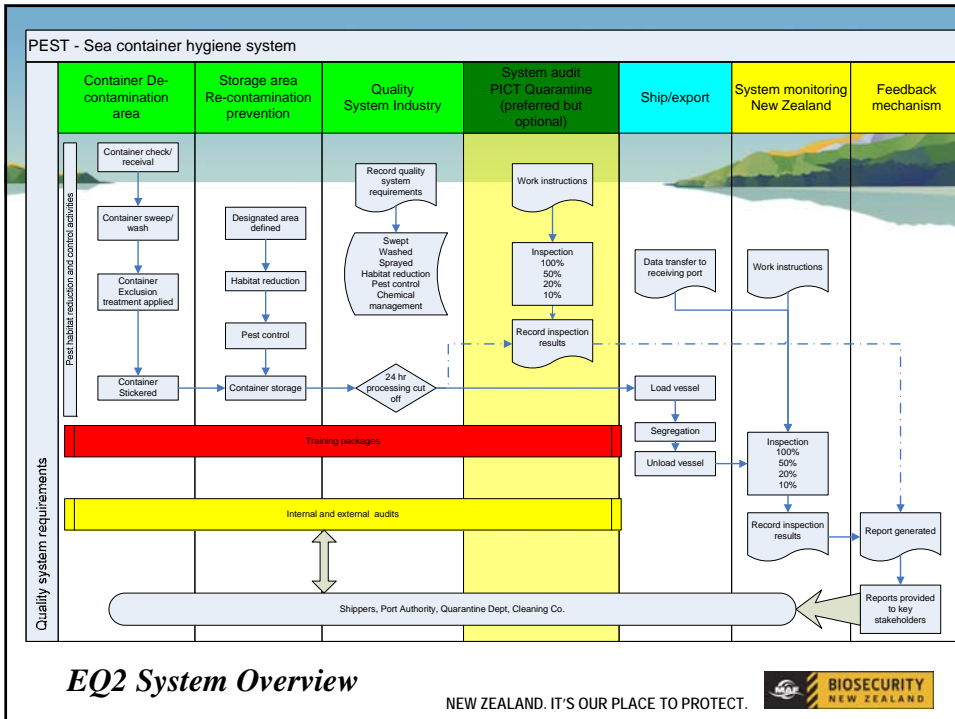 PEST - Sea container hygiene system
Container De-
contamination
area
Storage area
Re-contamination
prevention
Quality
System Industry
System audit
PICT Quarantine
(preferred but
optional)
Ship/export
System monitoring
New Zealand
Feedback
mechanism
Quality system requirements
Pest habitat reduction and control activities
Container check/
receival
Container sweep/
wash
Container
Exclusion
treatment applied
Container
Stickered
Designated area
defined
Habitat reduction
Pest control
Container storage
Record quality
system
requirements
Swept
Washed
Sprayed
Habitat reduction
Pest control
Chemical
management
24 hr
processing cut
off
Work instructions
Inspection
100%
50%
20%
10%
Record inspection
results
Data transfer to
receiving port
Load vessel
Segregation
Unload vessel
Work instructions
Inspection
100%
50%
20%
10%
Record inspection
results
Report generated
Reports provided
to key
stakeholders
Training packages
Internal and external audits
Shippers, Port Authority, Quarantine Dept, Cleaning Co.
EQ2 System Overview
NEW ZEALAND. IT'S OUR PLACE TO PROTECT.
MAF
BIOSECURITY
NEW ZEALAND